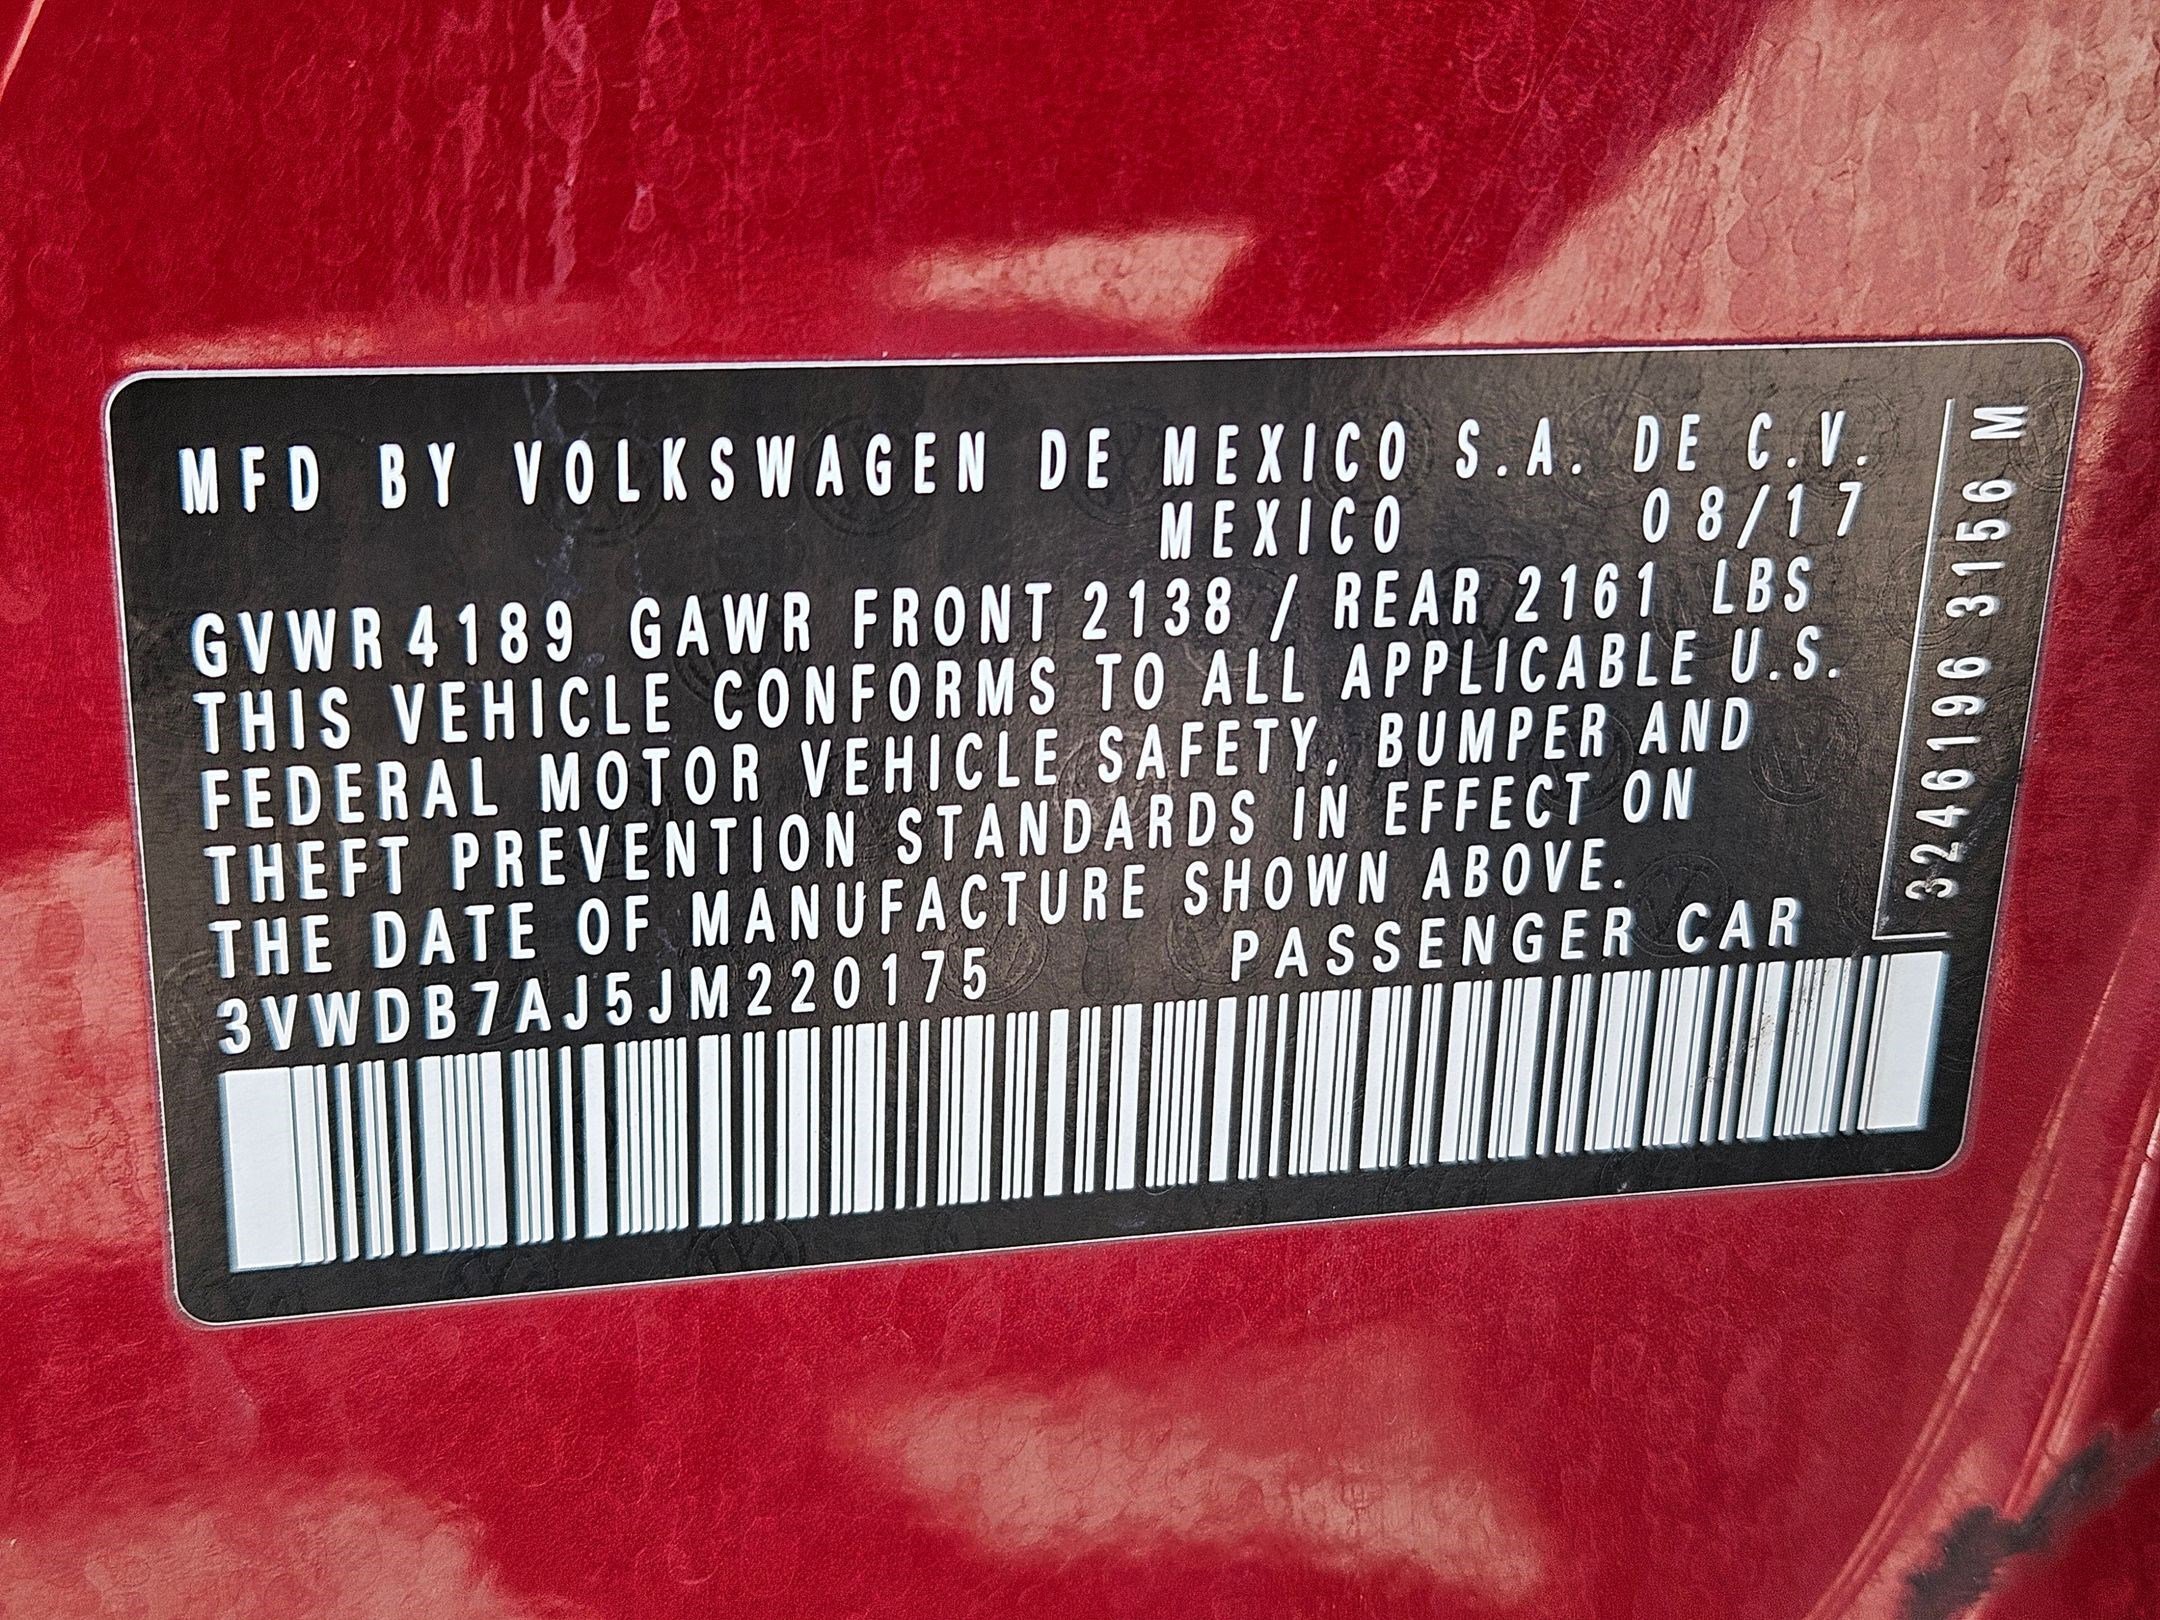 MFD BY VOLKSWAGEN DE MEXICO S.A. DE C.V.
MEXICO 08/17
GVWR 4189 GAWR FRONT 2138 / REAR 2161 LBS
THIS VEHICLE CONFORMS TO ALL APPLICABLE U.S.
FEDERAL MOTOR VEHICLE SAFETY, BUMPER AND
THEFT PREVENTION STANDARDS IN EFFECT ON
THE DATE OF MANUFACTURE SHOWN ABOVE.
3VWDB7AJ5JM220175 PASSENGER CAR
3246196 3156 M